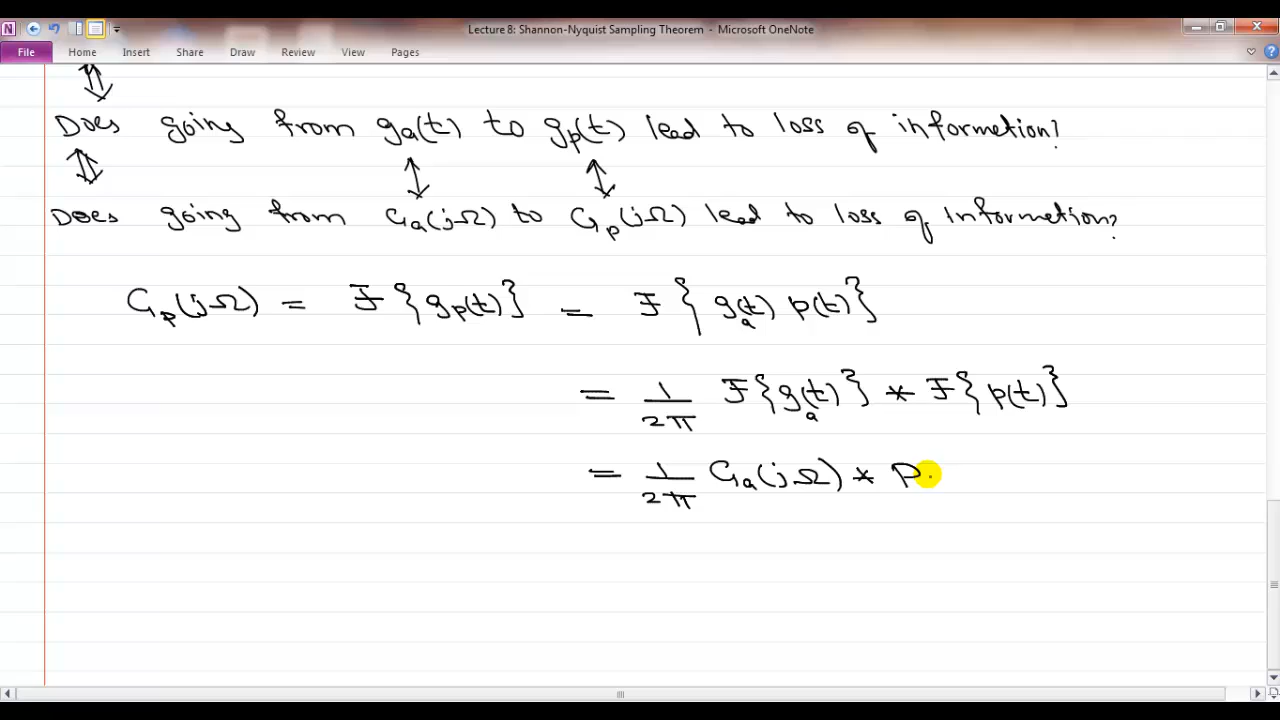 Lecture 8: Shannon-Nyquist Sampling Theorem - Microsoft OneNote
File Home Insert Share Draw Review View Pages
Does going from ga(t) to gp(t) lead to loss of informetion?
Does going from Ga(jΩ) to Gp(jΩ) lead to loss of informetion?
Gp(jΩ) = F{gp(t)} = F{ga(t) p(t)}
= 1/2π F{ga(t)} * F{p(t)}
= 1/2π Ga(jΩ) * P